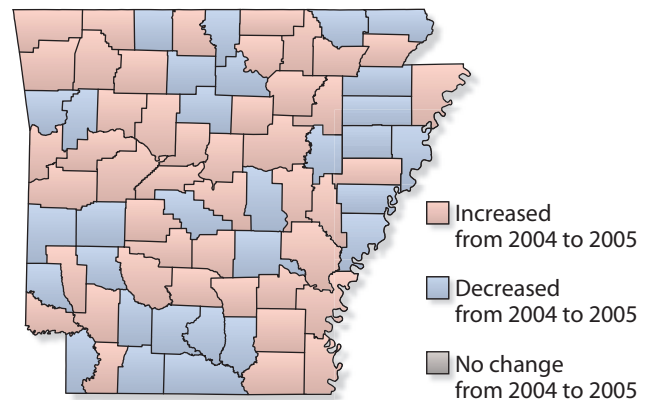 Increased
from 2004 to 2005
Decreased
from 2004 to 2005
No change
from 2004 to 2005